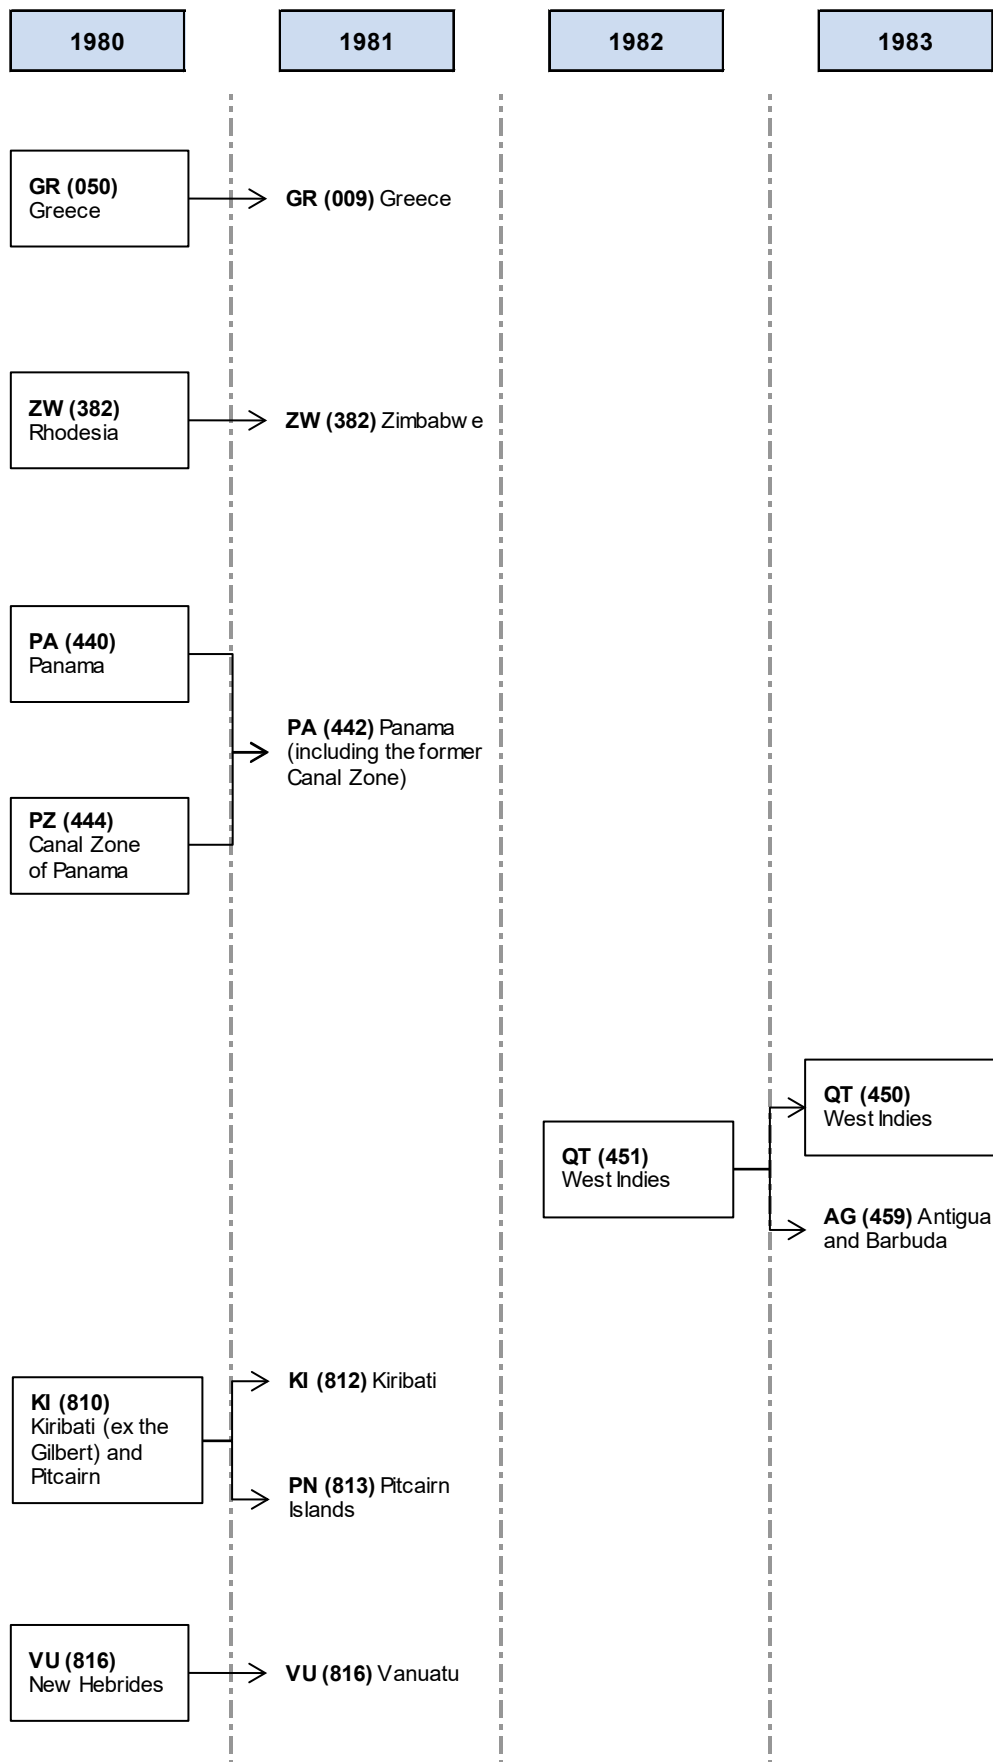 1980
1981
1982
1983
GR (050)
Greece
GR (009) Greece
ZW (382)
Rhodesia
ZW (382) Zimbabwe
PA (440)
Panama
PA (442) Panama
(including the former
Canal Zone)
PZ (444)
Canal Zone
of Panama
QT (450)
West Indies
QT (451)
West Indies
AG (459) Antigua
and Barbuda
KI (810)
Kiribati (ex the
Gilbert) and
Pitcairn
KI (812) Kiribati
PN (813) Pitcairn
Islands
VU (816)
New Hebrides
VU (816) Vanuatu